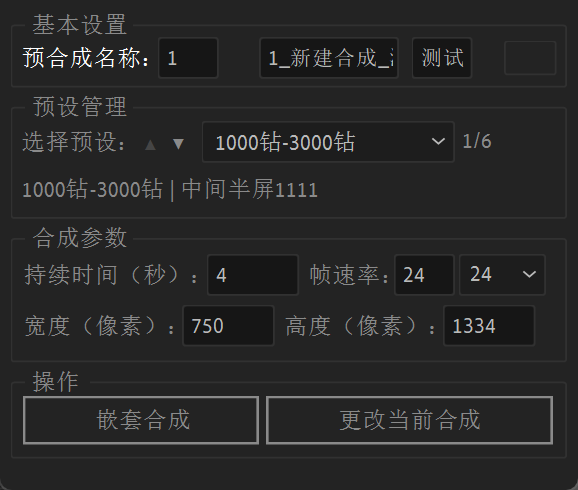 基本设置
预合成名称： 1 1_新建合成_ 测试
预设管理
选择预设： ▲ ▼ 1000钻-3000钻 1/6
1000钻-3000钻 | 中间半屏1111
合成参数
持续时间（秒）： 4 帧速率： 24 24
宽度（像素）： 750 高度（像素）： 1334
操作
嵌套合成 更改当前合成